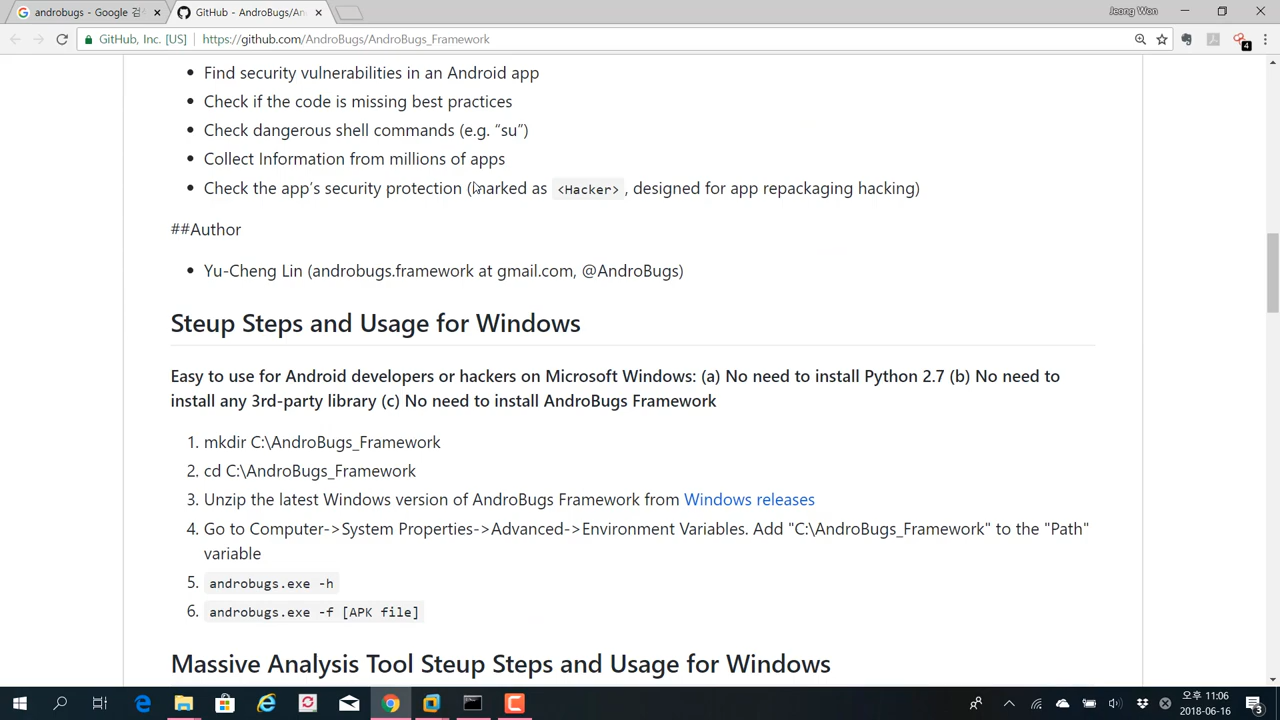 androbugs - Google 검
GitHub - AndroBugs/An
Jeong Won
GitHub, Inc. [US]
https://github.com/AndroBugs/AndroBugs_Framework
4
Find security vulnerabilities in an Android app
Check if the code is missing best practices
Check dangerous shell commands (e.g. “su”)
Collect Information from millions of apps
Check the app's security protection (marked as <Hacker>, designed for app repackaging hacking)
##Author
Yu-Cheng Lin (androbugs.framework at gmail.com, @AndroBugs)
Steup Steps and Usage for Windows
Easy to use for Android developers or hackers on Microsoft Windows: (a) No need to install Python 2.7 (b) No need to
install any 3rd-party library (c) No need to install AndroBugs Framework
1. mkdir C:\AndroBugs_Framework
2. cd C:\AndroBugs_Framework
3. Unzip the latest Windows version of AndroBugs Framework from Windows releases
4. Go to Computer->System Properties->Advanced->Environment Variables. Add "C:\AndroBugs_Framework" to the "Path"
variable
5. androbugs.exe -h
6. androbugs.exe -f [APK file]
Massive Analysis Tool Steup Steps and Usage for Windows
오후 11:06
2018-06-16
3